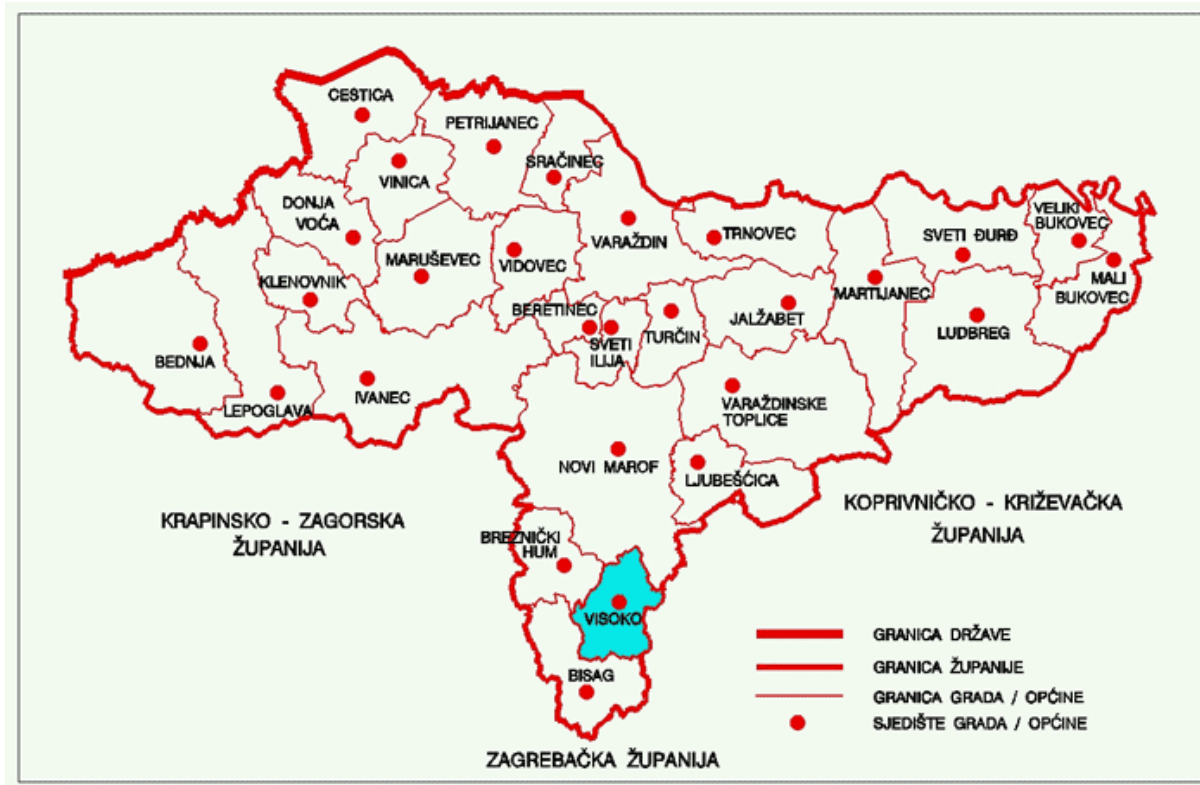 CESTICA
PETRIJANEC
SRAČINEC
VINICA
DONJA
VOĆA
VARAŽDIN
TRNOVEC
VELIKI
BUKOVEC
SVETI ĐURĐ
MARUŠEVEC
VIDOVEC
KLENOVNIK
MALI
BUKOVEC
MARTIJANEC
BERETINEC
SVETI
ILIJA
TURČIN
JALŽABET
LUDBREG
BEDNJA
LEPOGLAVA
IVANEC
VARAŽDINSKE
TOPLICE
NOVI MAROF
LJUBEŠĆICA
KRAPINSKO - ZAGORSKA
ŽUPANIJA
KOPRIVNIČKO - KRIŽEVAČKA
ŽUPANIJA
BREZNIČKI
HUM
VISOKO
BISAG
GRANICA DRŽAVE
GRANICA ŽUPANIJE
GRANICA GRADA / OPĆINE
SJEDIŠTE GRADA / OPĆINE
ZAGREBAČKA ŽUPANIJA